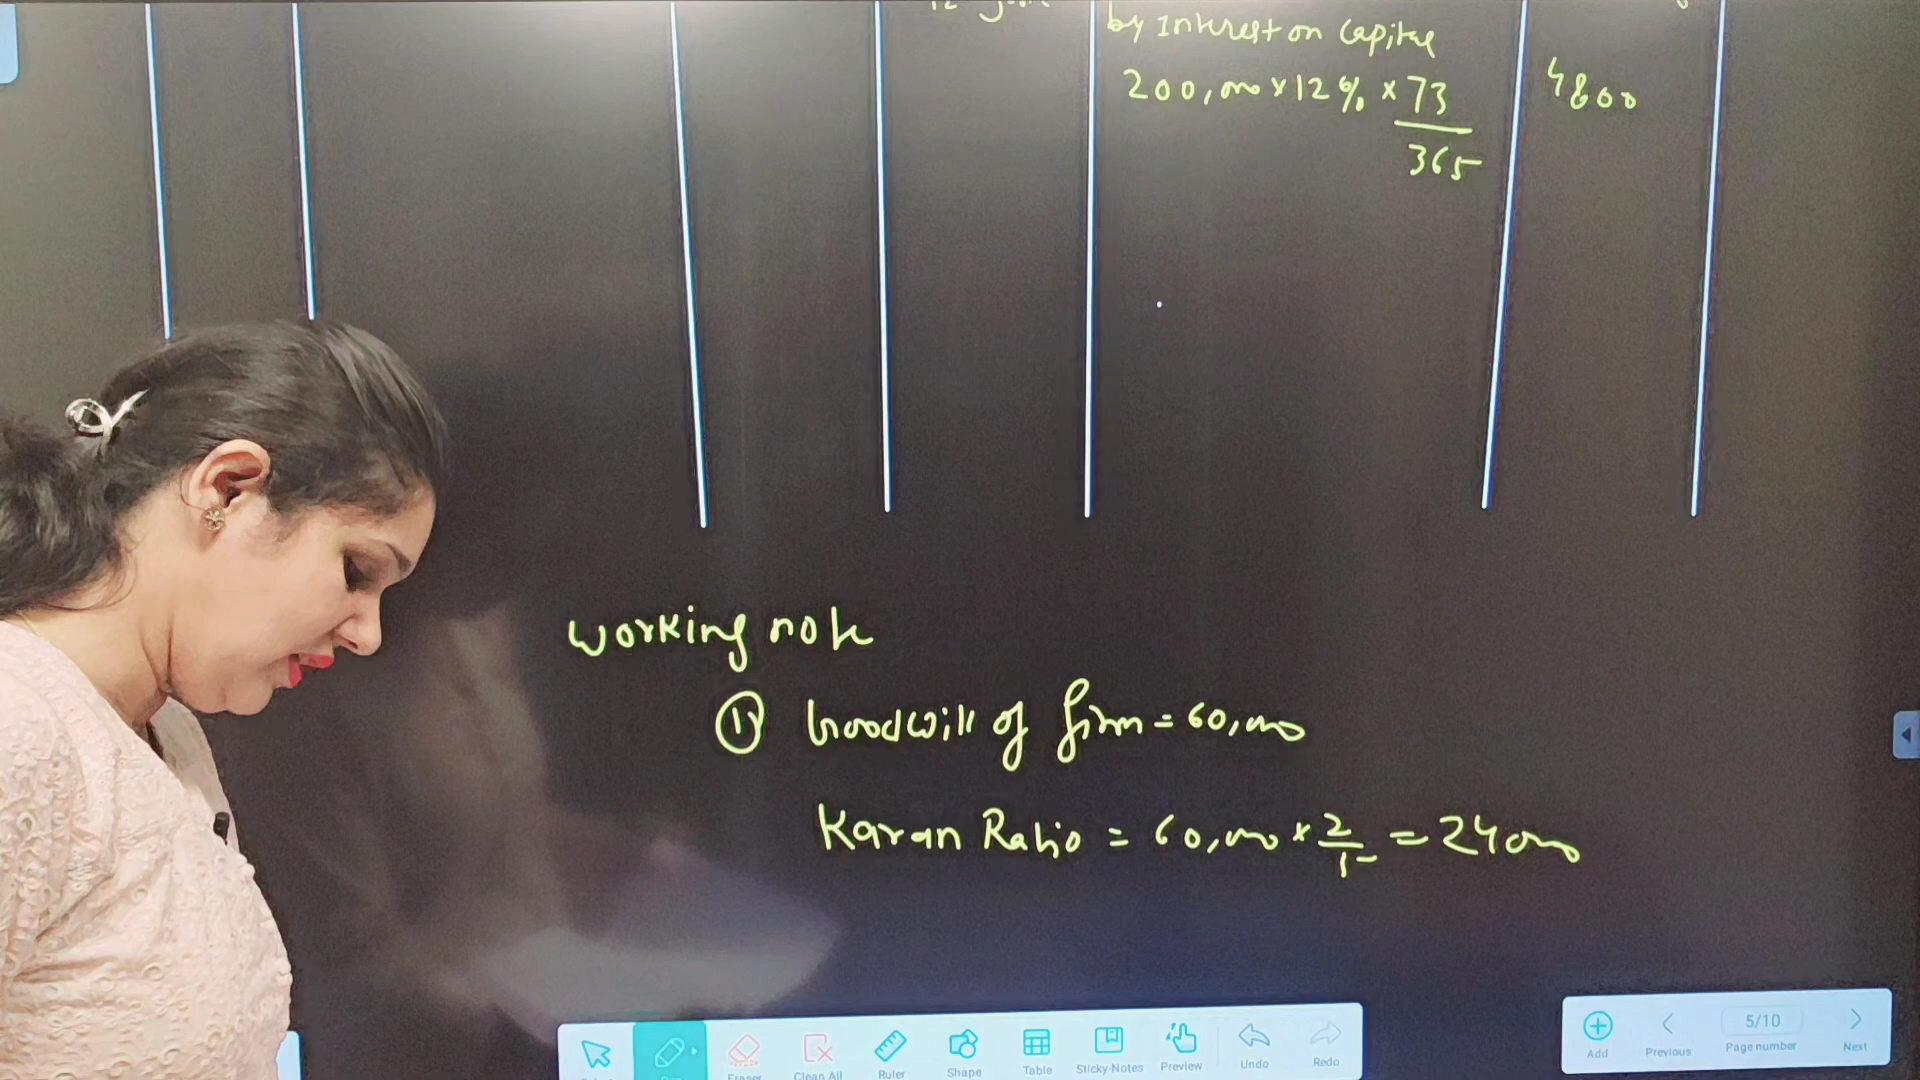 by Interest on Capital
200,000 x 12% x 73
365
4800
Working note
① Goodwill of firm = 60,000
Karan Ratio = 60,000 x 2/5 = 24000
Eraser
Clean All
Ruler
Shape
Table
Sticky-Notes
Preview
Undo
Redo
Add
Previous
5/10
Page number
Next